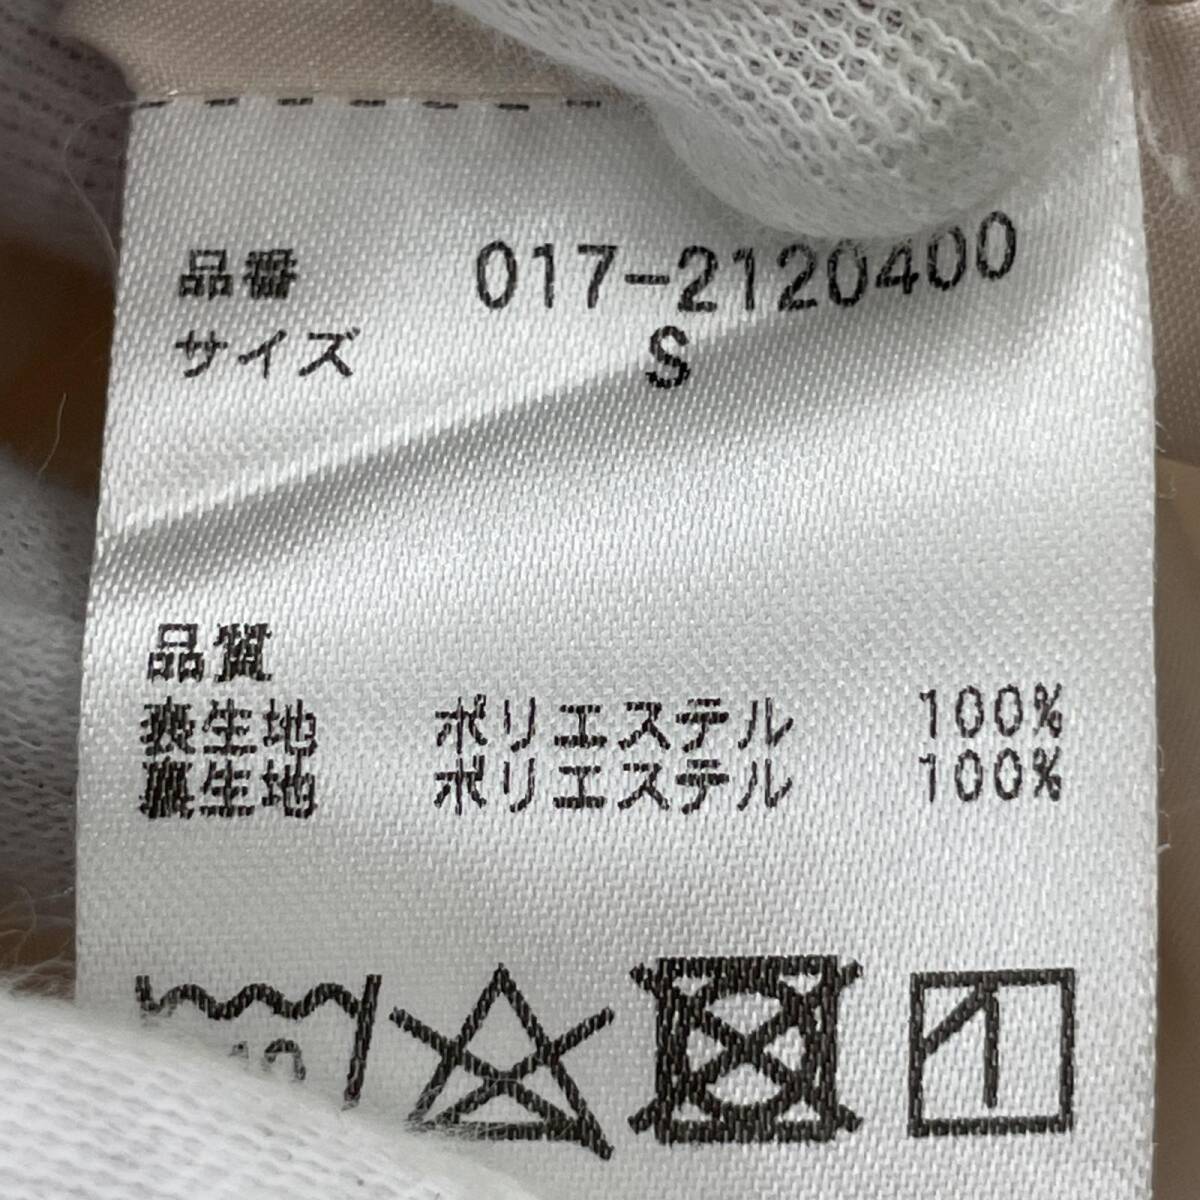 品番 017-2120400
サイズ S
品質
表生地 ポリエステル 100%
裏生地 ポリエステル 100%